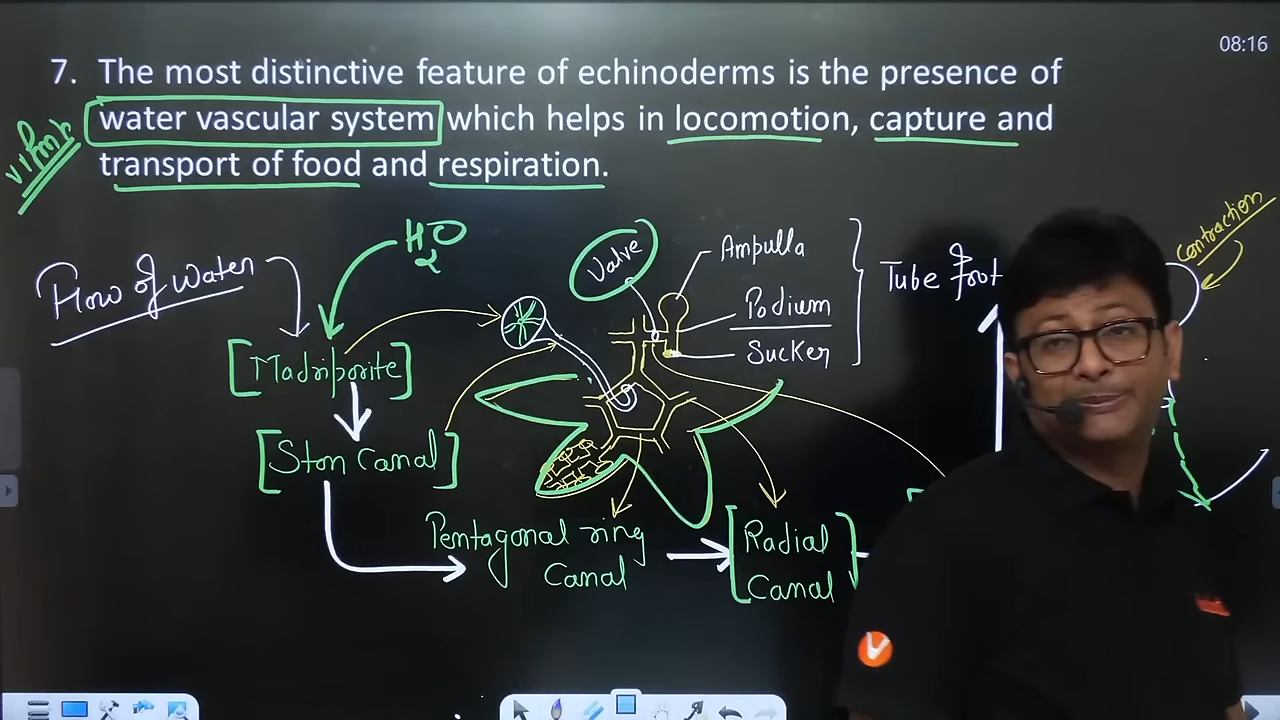 08:16
7. The most distinctive feature of echinoderms is the presence of
water vascular system which helps in locomotion, capture and
transport of food and respiration.
v. Imp.
H2O
Flow of Water
Valve
Ampulla
Podium
Sucker
Tube foot
Contraction
[Madriporite]
[Ston Canal]
Pentagonal ring
Canal
[Radial
Canal]